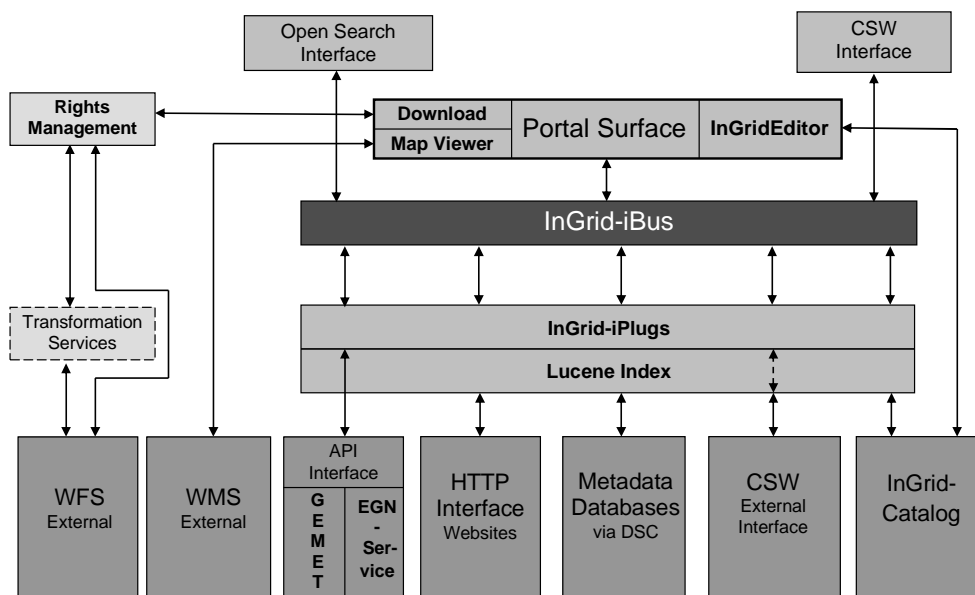 Open Search
Interface
CSW
Interface
Rights
Management
Download
Map Viewer
Portal Surface
InGridEditor
InGrid-iBus
Transformation
Services
InGrid-iPlugs
Lucene Index
WFS
External
WMS
External
API
Interface
G
E
M
E
T
EGN
-
Ser-
vice
HTTP
Interface
Websites
Metadata
Databases
via DSC
CSW
External
Interface
InGrid-
Catalog